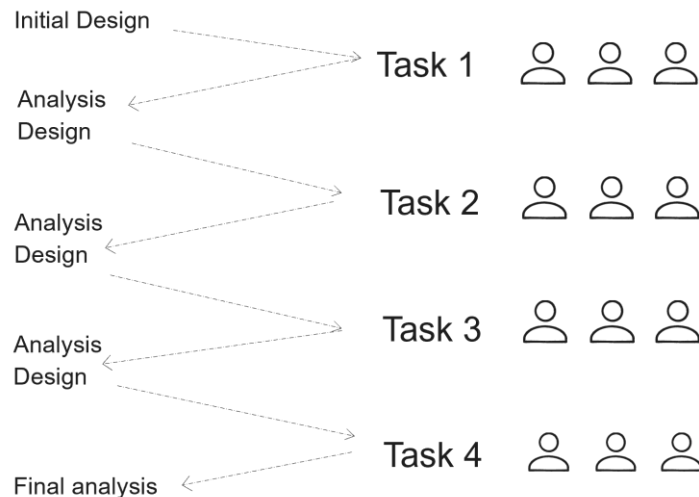 Initial Design
Task 1
Analysis
Design
Task 2
Analysis
Design
Task 3
Analysis
Design
Task 4
Final analysis